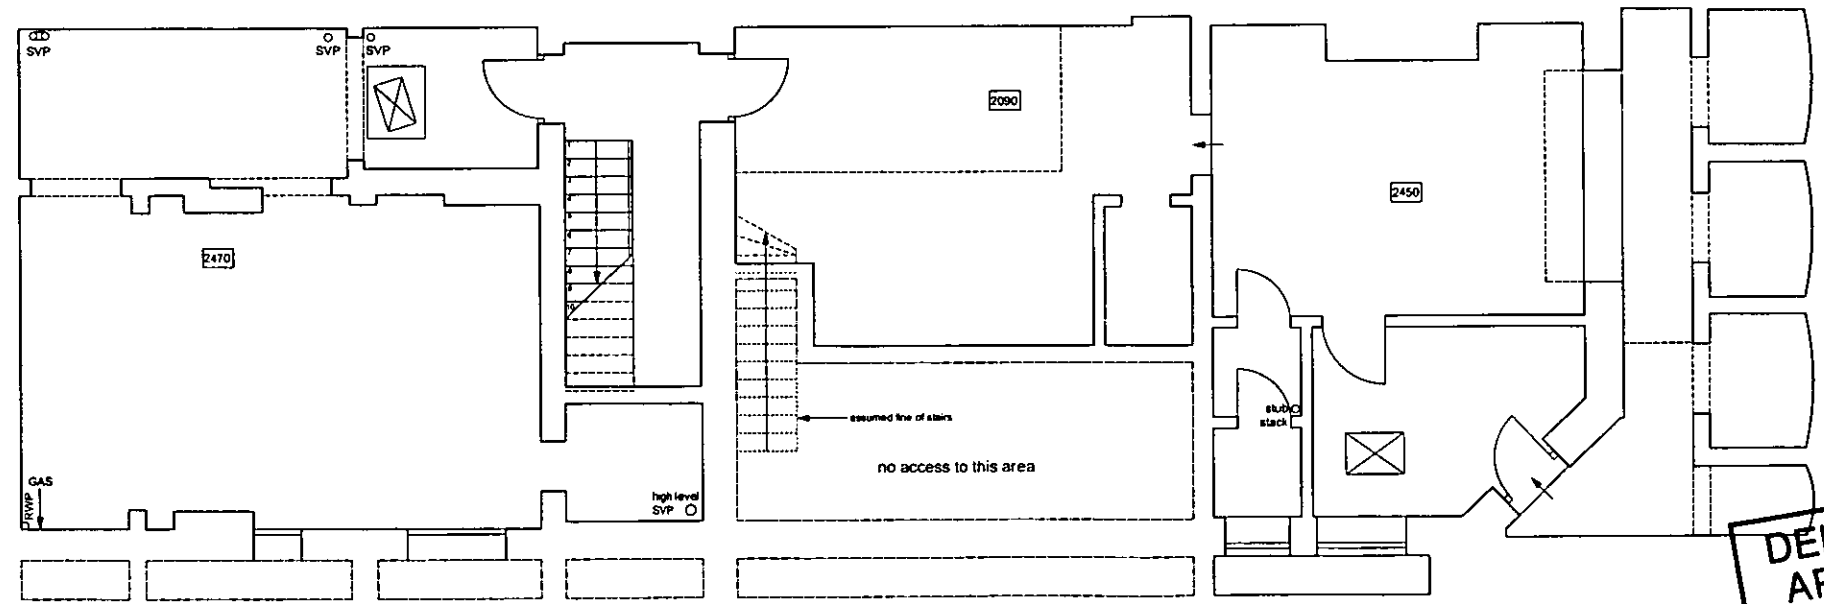 SVP
SVP
SVP
2090
2450
2470
assumed line of stairs
stub
stack
no access to this area
GAS
RWP
high level
SVP